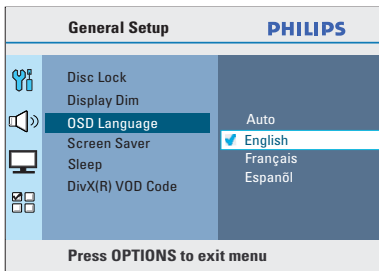 General Setup
PHILIPS
Disc Lock
Display Dim
OSD Language
Screen Saver
Sleep
DivX(R) VOD Code
Auto
English
Français
Espanõl
Press OPTIONS to exit menu